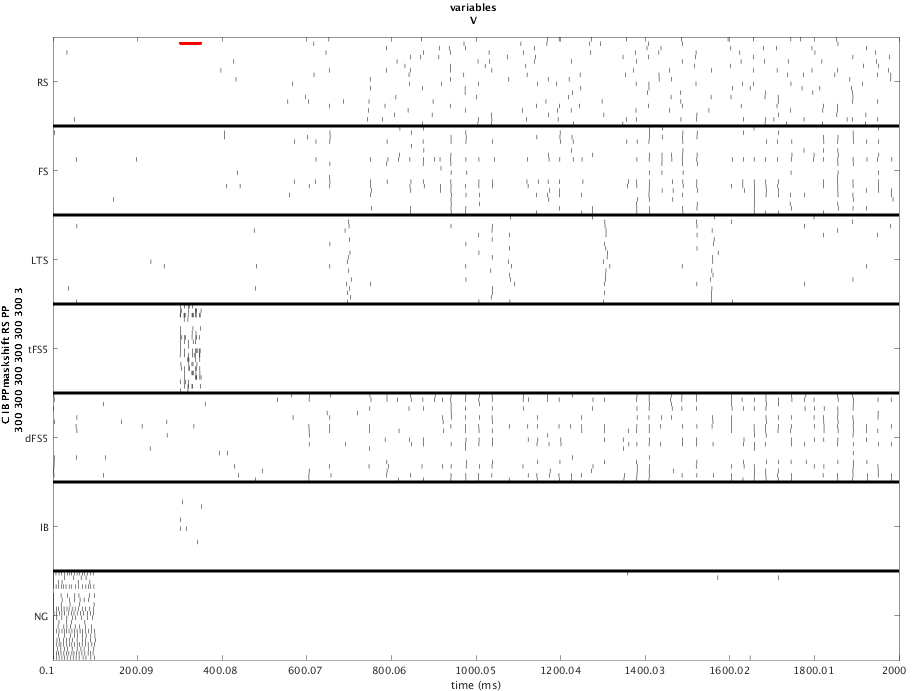 variables
V
RS
FS
LTS
tFS5
dFS5
IB
NG
C IB PPmaskshift RS PP
300 300 300 300 300 300 3
0.1 200.09 400.08 600.07 800.06 1000.05 1200.04 1400.03 1600.02 1800.01 2000
time (ms)